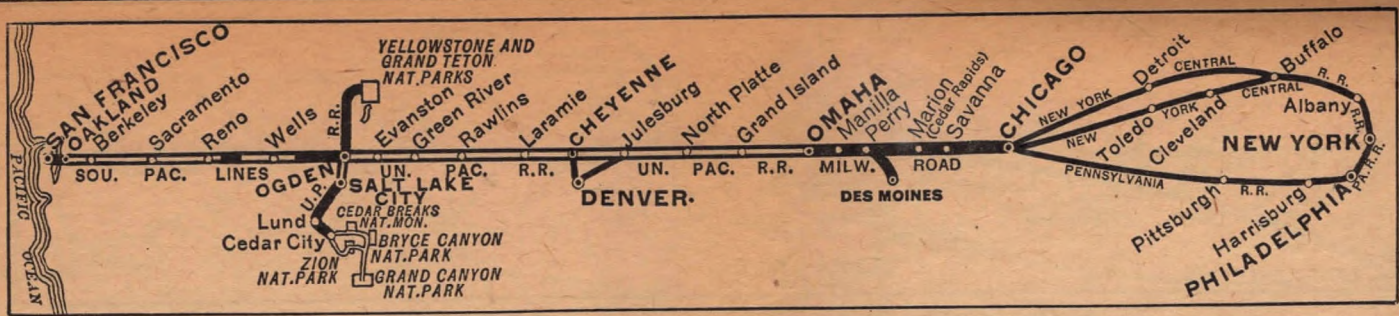 PACIFIC
OCEAN
SAN FRANCISCO
OAKLAND
Berkeley
Sacramento
Reno
Wells
SOU. PAC. LINES
OGDEN
R.R.
YELLOWSTONE AND
GRAND TETON
NAT. PARKS
U.P.
SALT LAKE
CITY
Lund
Cedar City
CEDAR BREAKS
NAT. MON.
BRYCE CANYON
NAT. PARK
ZION
NAT. PARK
GRAND CANYON
NAT. PARK
Evanston
Green River
Rawlins
Laramie
UN. PAC. R.R.
CHEYENNE
DENVER.
Julesburg
North Platte
Grand Island
UN. PAC. R.R.
OMAHA
Manilla
Perry
Marion
(Cedar Rapids)
Savanna
MILW. ROAD
DES MOINES
CHICAGO
NEW YORK CENTRAL R. R.
Detroit
Buffalo
NEW YORK CENTRAL
Toledo
Cleveland
Albany
R.R.
NEW YORK
PENNSYLVANIA R.R.
Pittsburgh
Harrisburg
PHILADELPHIA
PA. R.R.